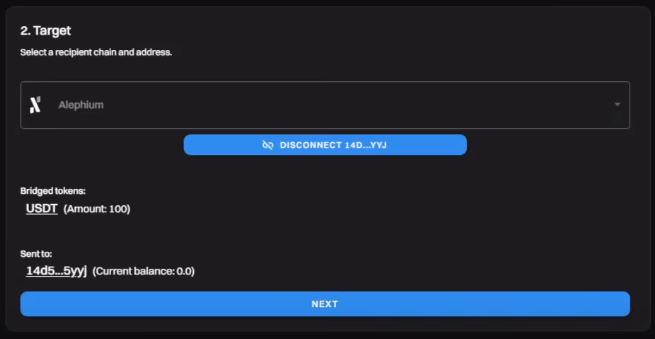 2. Target
Select a recipient chain and address.
Alephium
DISCONNECT 14D...YYJ
Bridged tokens:
USDT (Amount: 100)
Sent to:
14d5...5yyj (Current balance: 0.0)
NEXT